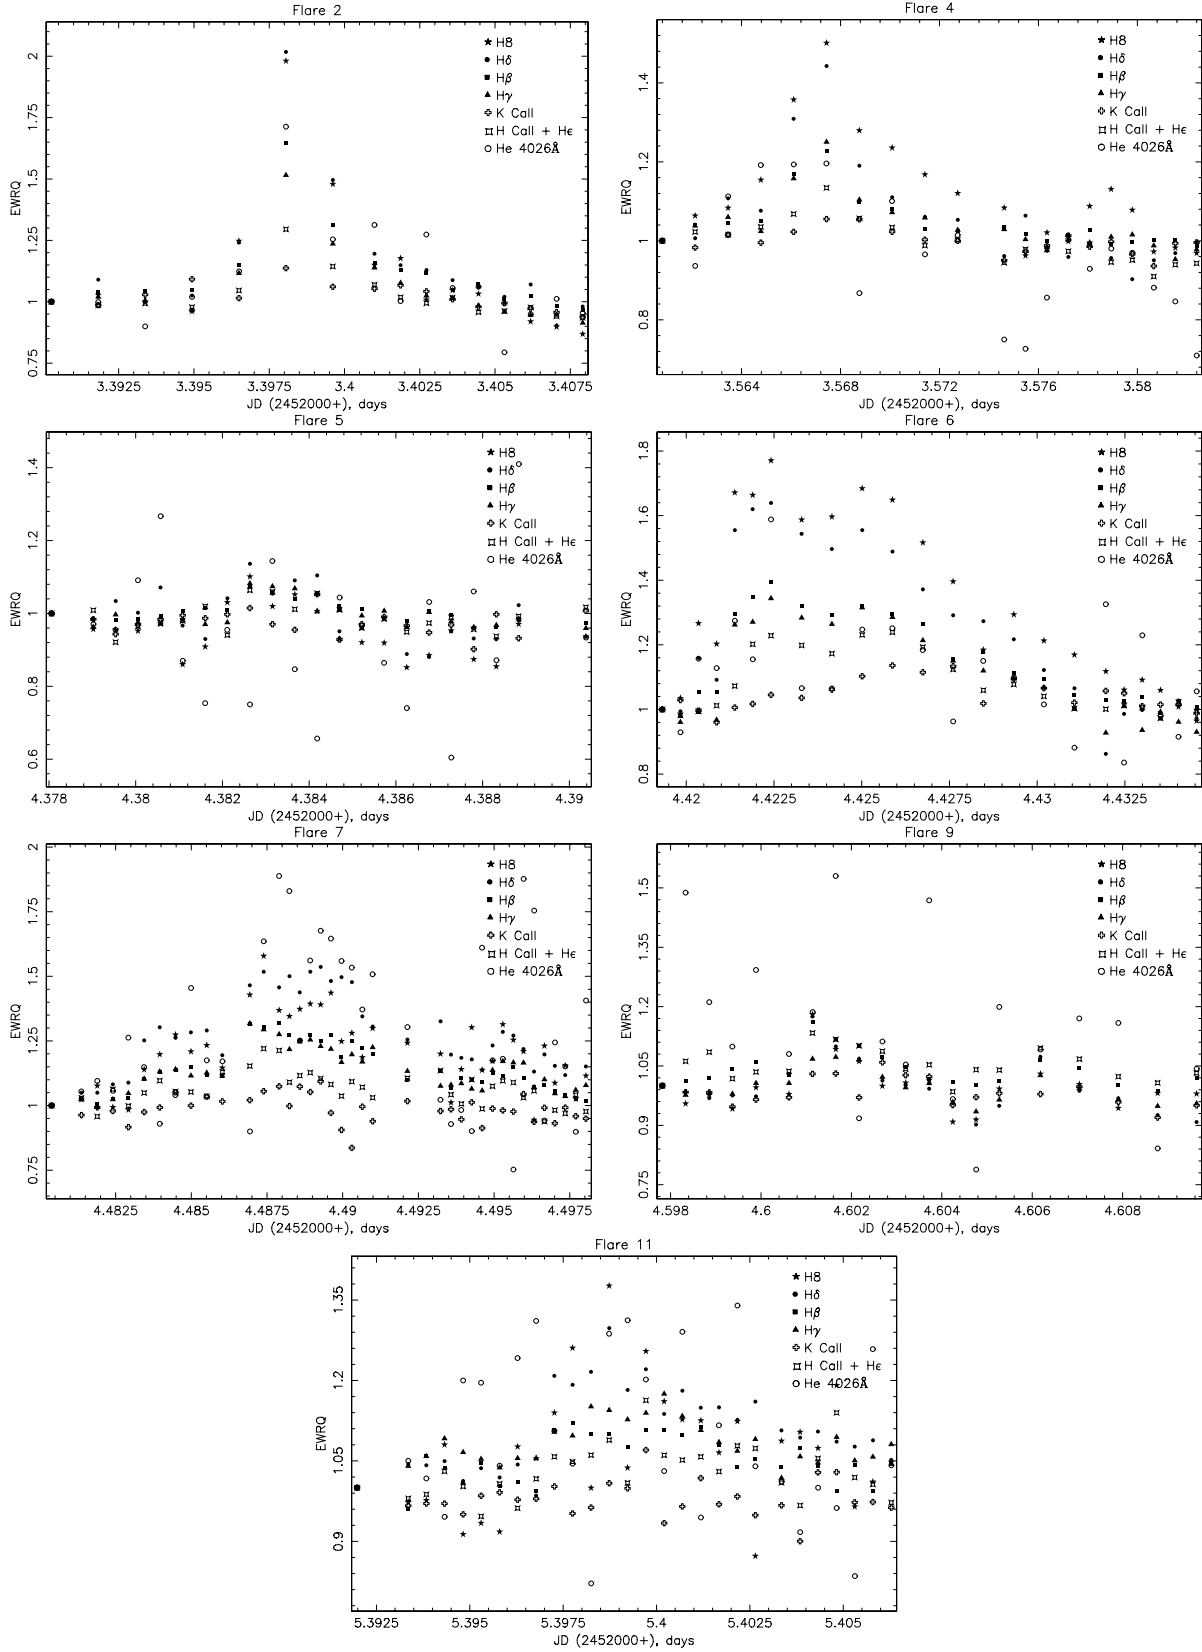 Flare 2
EWRQ
2
1.75
1.5
1.25
1
0.75
★ H8
● Hδ
■ Hβ
▲ Hγ
K CaII
H CaII + Hε
○ He 4026Å
3.3925 3.395 3.3975 3.4 3.4025 3.405 3.4075
JD (2452000+), days
Flare 4
EWRQ
1.4
1.2
1
0.8
★ H8
● Hδ
■ Hβ
▲ Hγ
K CaII
H CaII + Hε
○ He 4026Å
3.564 3.568 3.572 3.576 3.58
JD (2452000+), days
Flare 5
EWRQ
1.4
1.2
1
0.8
0.6
★ H8
● Hδ
■ Hβ
▲ Hγ
K CaII
H CaII + Hε
○ He 4026Å
4.378 4.38 4.382 4.384 4.386 4.388 4.39
JD (2452000+), days
Flare 6
EWRQ
1.8
1.6
1.4
1.2
1
0.8
★ H8
● Hδ
■ Hβ
▲ Hγ
K CaII
H CaII + Hε
○ He 4026Å
4.42 4.4225 4.425 4.4275 4.43 4.4325
JD (2452000+), days
Flare 7
EWRQ
2
1.75
1.5
1.25
1
0.75
★ H8
● Hδ
■ Hβ
▲ Hγ
K CaII
H CaII + Hε
○ He 4026Å
4.4825 4.485 4.4875 4.49 4.4925 4.495 4.4975
JD (2452000+), days
Flare 9
EWRQ
1.5
1.35
1.2
1.05
0.9
0.75
★ H8
● Hδ
■ Hβ
▲ Hγ
K CaII
H CaII + Hε
○ He 4026Å
4.598 4.6 4.602 4.604 4.606 4.608
JD (2452000+), days
Flare 11
EWRQ
1.35
1.2
1.05
0.9
★ H8
● Hδ
■ Hβ
▲ Hγ
K CaII
H CaII + Hε
○ He 4026Å
5.3925 5.395 5.3975 5.4 5.4025 5.405
JD (2452000+), days